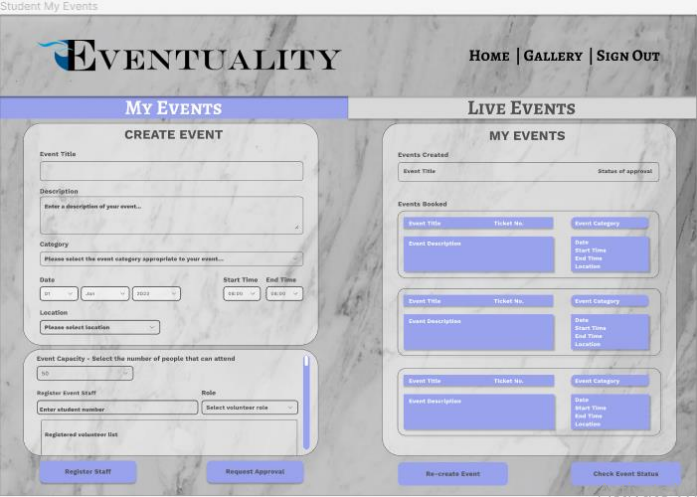 Student My Events
EVENTUALITY
HOME | GALLERY | SIGN OUT
MY EVENTS
LIVE EVENTS
CREATE EVENT
Event Title
Description
Enter a description of your event...
Category
Please select the event category appropriate to your event...
Date
Start Time End Time
01 Jan 2022 08:00 08:30
Location
Please select location
Event Capacity - Select the number of people that can attend
50
Register Event Staff
Role
Enter student number
Select volunteer role
Registered volunteer list
Register Staff
Request Approval
MY EVENTS
Events Created
Event Title
Status of approval
Events Booked
Event Title
Ticket No.
Event Category
Event Description
Date
Start Time
End Time
Location
Event Title
Ticket No.
Event Category
Event Description
Date
Start Time
End Time
Location
Event Title
Ticket No.
Event Category
Event Description
Date
Start Time
End Time
Location
Re-create Event
Check Event Status